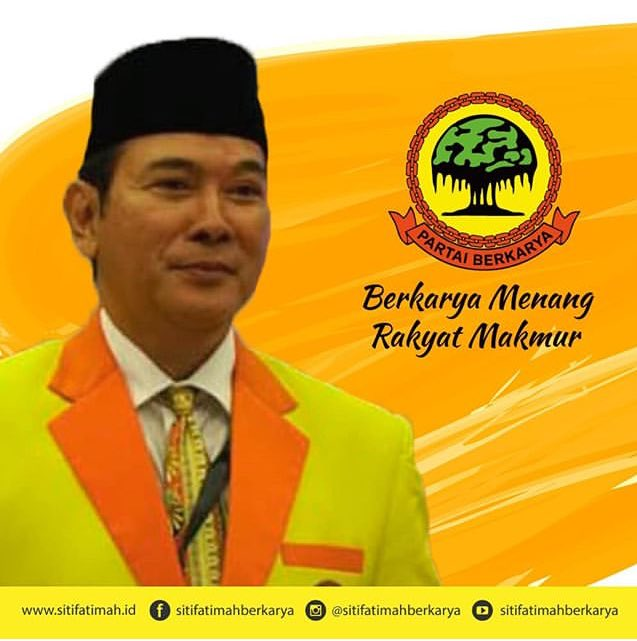 PARTAI BERKARYA
Berkarya Menang
Rakyat Makmur
www.sitifatimah.id sitifatimahberkarya @sitifatimahberkarya sitifatimahberkarya